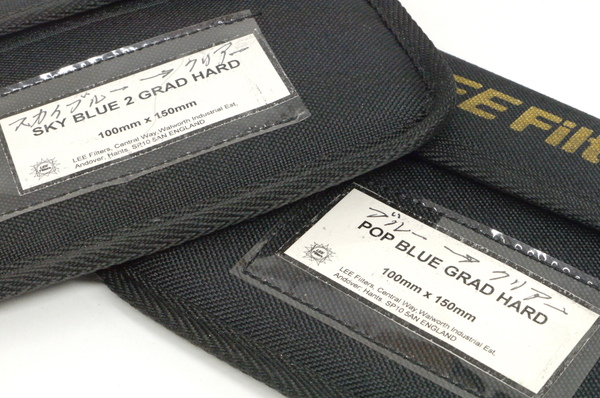 スカイブルー → クリアー
SKY BLUE 2 GRAD HARD
100mm x 150mm
LEE Filters, Central Way, Walworth Industrial Est,
Andover, Hants. SP10 5AN ENGLAND
EE Filt
ブルー → クリアー
POP BLUE GRAD HARD
100mm x 150mm
LEE Filters, Central Way, Walworth Industrial Est,
Andover, Hants. SP10 5AN ENGLAND